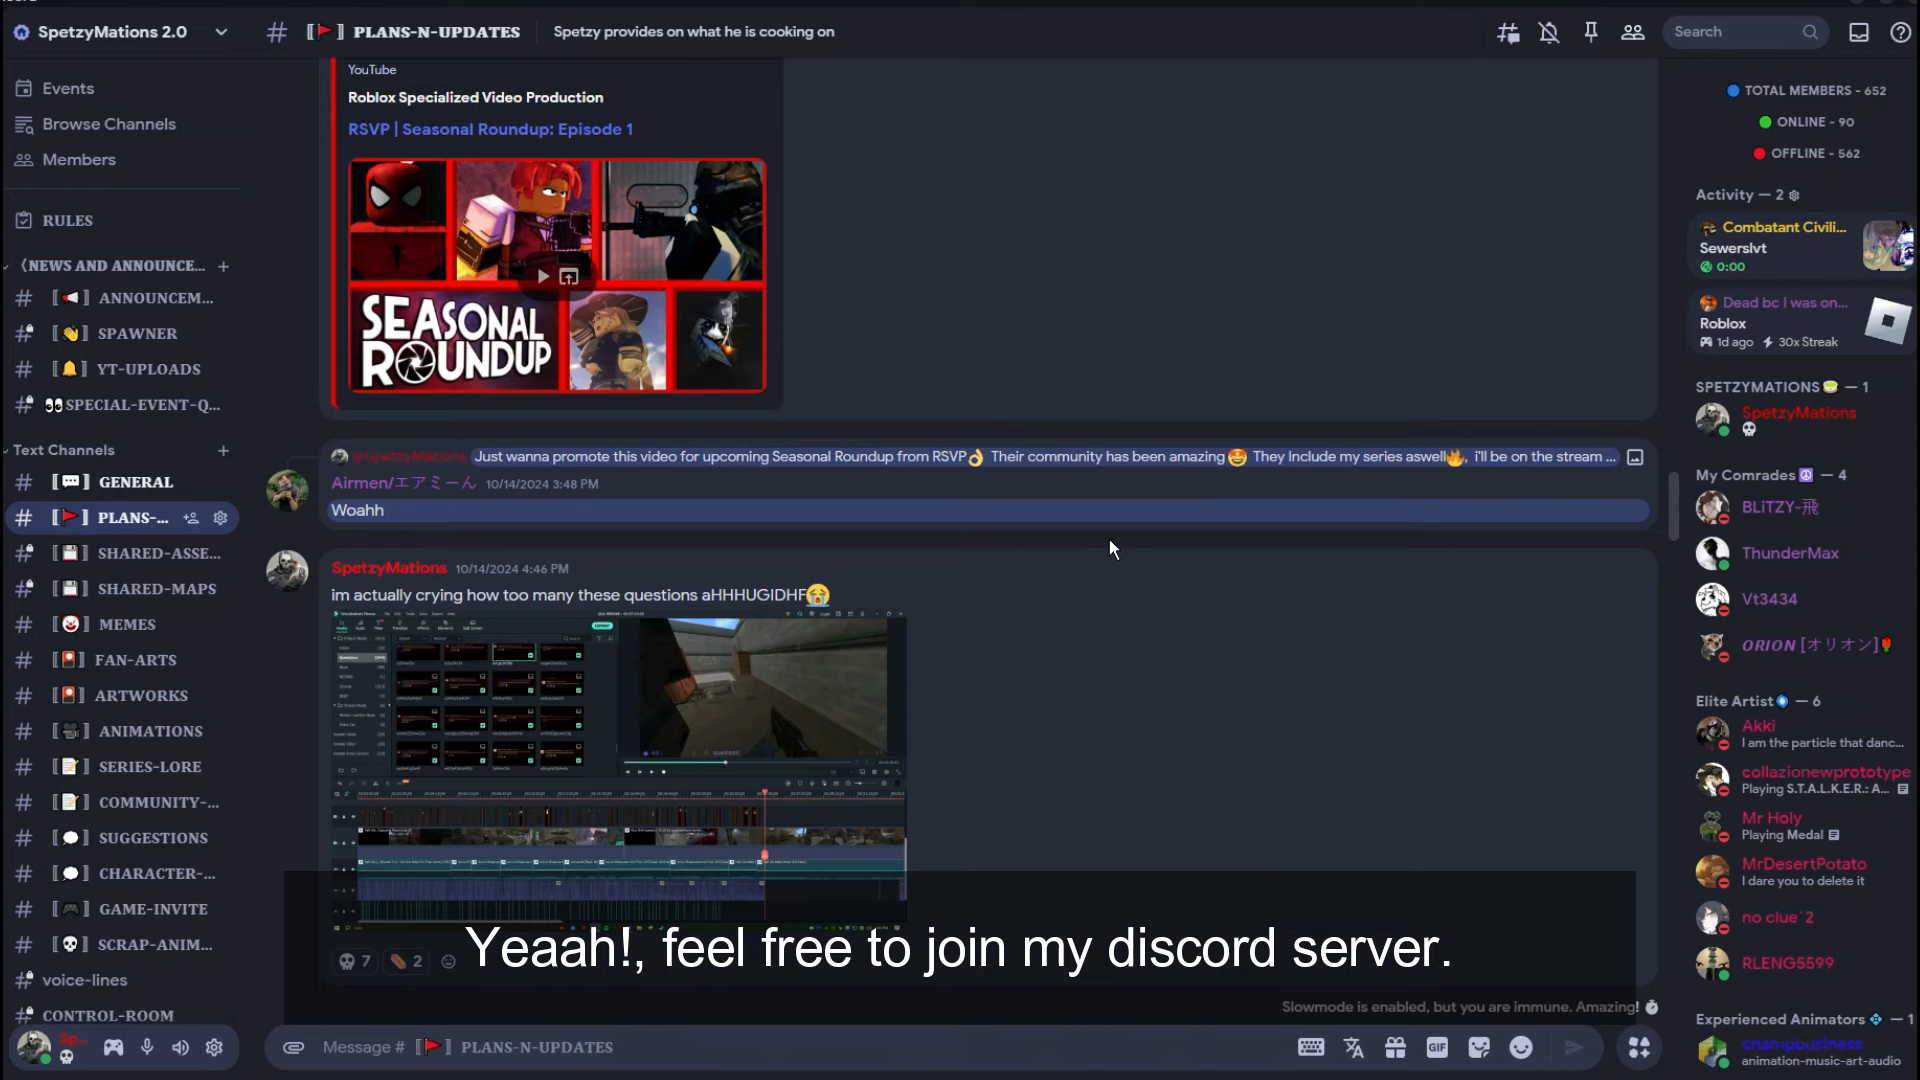 SpetzyMations 2.0
PLANS-N-UPDATES
Spetzy provides on what he is cooking on
Search
Events
Browse Channels
Members
RULES
(NEWS AND ANNOUNCE...
ANNOUNCEM...
SPAWNER
YT-UPLOADS
👀SPECIAL-EVENT-Q...
Text Channels
GENERAL
PLANS-...
SHARED-ASSE...
SHARED-MAPS
MEMES
FAN-ARTS
ARTWORKS
ANIMATIONS
SERIES-LORE
COMMUNITY-...
SUGGESTIONS
CHARACTER-...
GAME-INVITE
SCRAP-ANIM...
voice-lines
CONTROL-ROOM
Sp...
YouTube
Roblox Specialized Video Production
RSVP | Seasonal Roundup: Episode 1
SEASONAL
ROUNDUP
@SpetzyMations Just wanna promote this video for upcoming Seasonal Roundup from RSVP👌 Their community has been amazing 🤩 They Include my series aswell🔥, i'll be on the stream ...
Airmen/エアミーん 10/14/2024 3:48 PM
Woahh
SpetzyMations 10/14/2024 4:46 PM
im actually crying how too many these questions aHHHUGIDHF😭
💀 7 2
Yeaah!, feel free to join my discord server.
Slowmode is enabled, but you are immune. Amazing!
Message # 【🚩】 PLANS-N-UPDATES
GIF
TOTAL MEMBERS - 652
ONLINE - 90
OFFLINE - 562
Activity — 2
Combatant Civili...
Sewerslvt
0:00
Dead bc I was on...
Roblox
1d ago 30x Streak
SPETZYMATIONS — 1
SpetzyMations
💀
My Comrades — 4
BLITZY-飛
ThunderMax
Vt3434
ORION [オリオン]🌹
Elite Artist — 6
Akki
I am the particle that danc...
collazionewprototype
Playing S.T.A.L.K.E.R.: A...
Mr Holy
Playing Medal
MrDesertPotato
I dare you to delete it
no clue`2
RLENG5599
Experienced Animators — 1
cnampbusiness
animation-music-art-audio